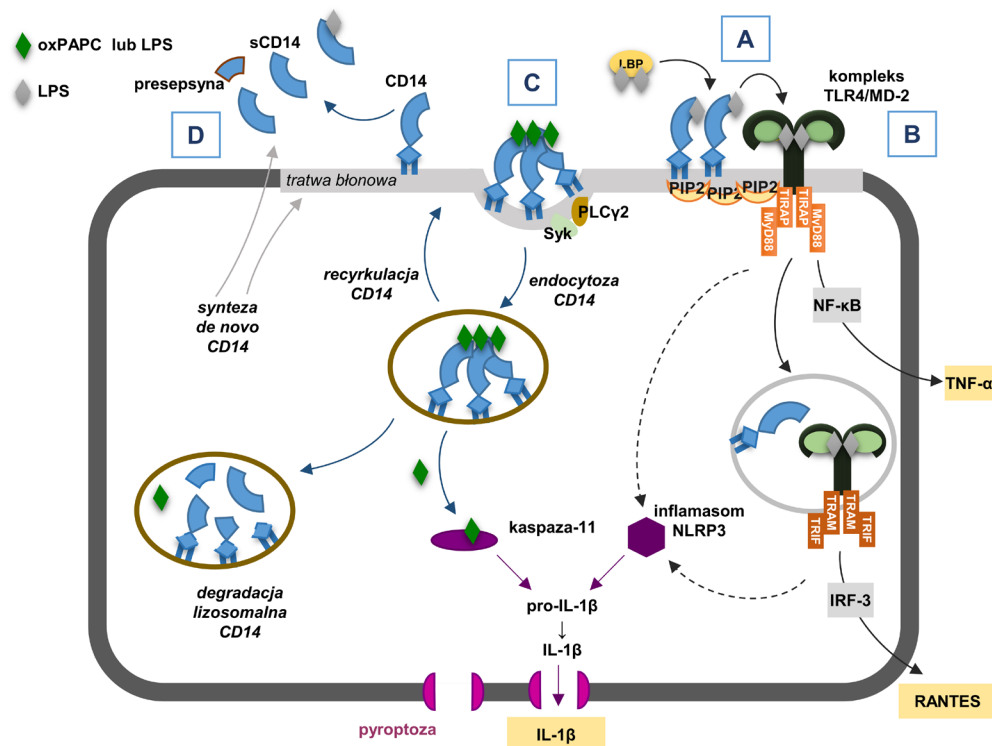 oxPAPC lub LPS
LPS
sCD14
presepsyna
CD14
A
LBP
kompleks
TLR4/MD-2
B
C
D
tratwa błonowa
PIP2
PIP2
PIP2
TIRAP
TIRAP
MyD88
MyD88
PLCγ2
Syk
recyrkulacja
CD14
endocytoza
CD14
synteza
de novo
CD14
NF-κB
TNF-α
TRAM
TRAM
TRIF
TRIF
kaspaza-11
inflamasom
NLRP3
degradacja
lizosomalna
CD14
pro-IL-1β
↓
IL-1β
IRF-3
RANTES
pyroptoza
IL-1β